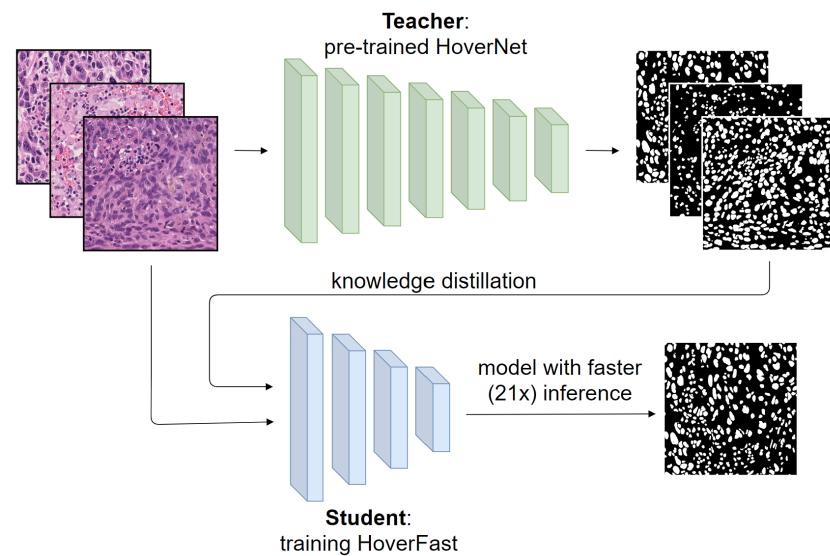 Teacher:
pre-trained HoverNet
knowledge distillation
model with faster
(21x) inference
Student:
training HoverFast